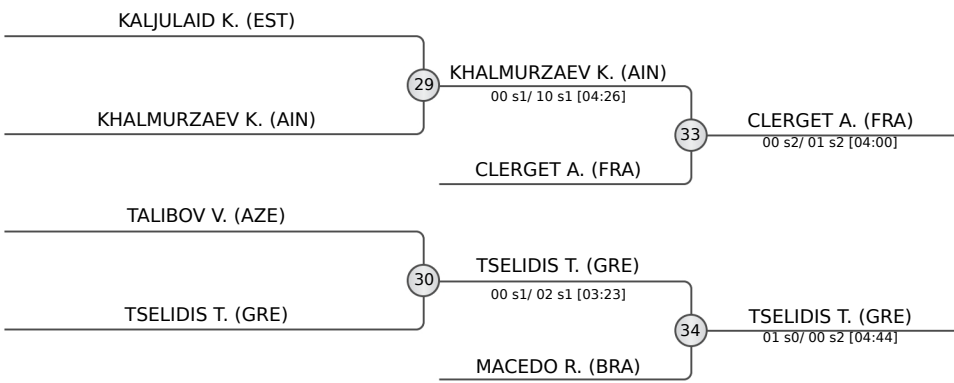 KALJULAID K. (EST)
29
KHALMURZAEV K. (AIN)
KHALMURZAEV K. (AIN)
00 s1/ 10 s1 [04:26]
33
CLERGET A. (FRA)
CLERGET A. (FRA)
00 s2/ 01 s2 [04:00]
TALIBOV V. (AZE)
30
TSELIDIS T. (GRE)
TSELIDIS T. (GRE)
00 s1/ 02 s1 [03:23]
34
MACEDO R. (BRA)
TSELIDIS T. (GRE)
01 s0/ 00 s2 [04:44]